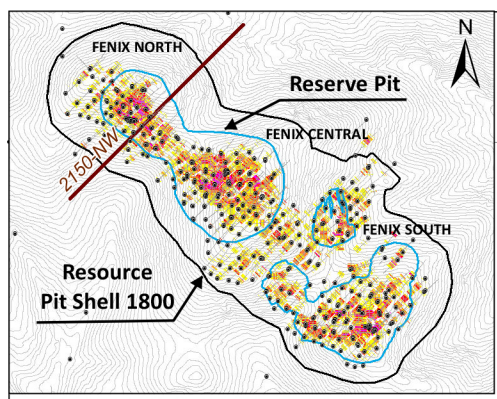 FENIX NORTH
N
Reserve Pit
FENIX CENTRAL
2150-NW
FENIX SOUTH
Resource
Pit Shell 1800